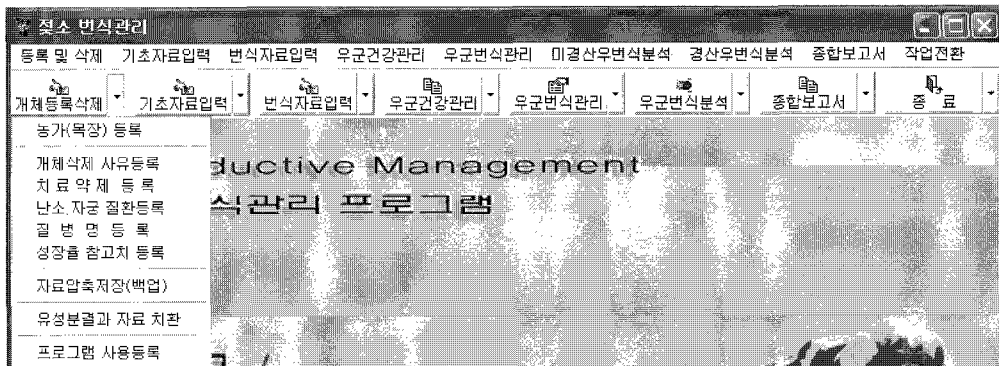 젖소 번식관리
등록 및 삭제 기초자료입력 번식자료입력 우군건강관리 우군번식관리 미경산우번식분석 경산우번식분석 종합보고서 작업전환
개체등록삭제 기초자료입력 번식자료입력 우군건강관리 우군번식관리 우군번식분석 종합보고서 종 료
농가(목장) 등록
개체삭제 사유등록
치 료 약 제 등 록
난소,자궁 질환등록
질 병 명 등 록
성장율 참고치 등록
자료압축저장(백업)
유성분결과 자료 치환
프로그램 사용등록
ductive Management
식관리 프로그램